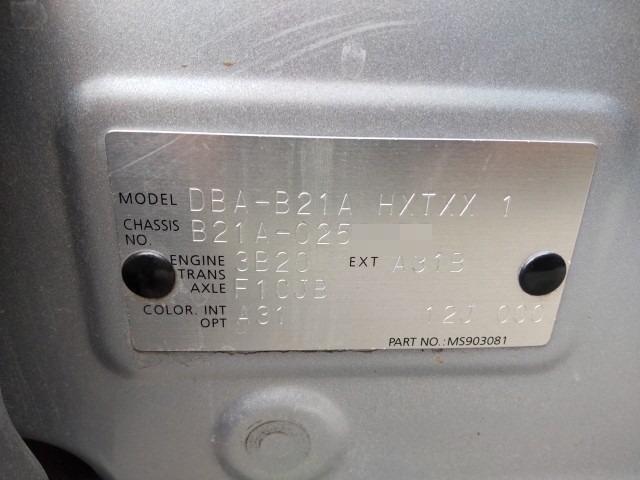 MODEL DBA-B21A HXTXX 1
CHASSIS NO. B21A-025
ENGINE 3B20 EXT A31B
TRANS AXLE F1CJB
COLOR. INT A31 12J 000
OPT
PART NO.: MS903081